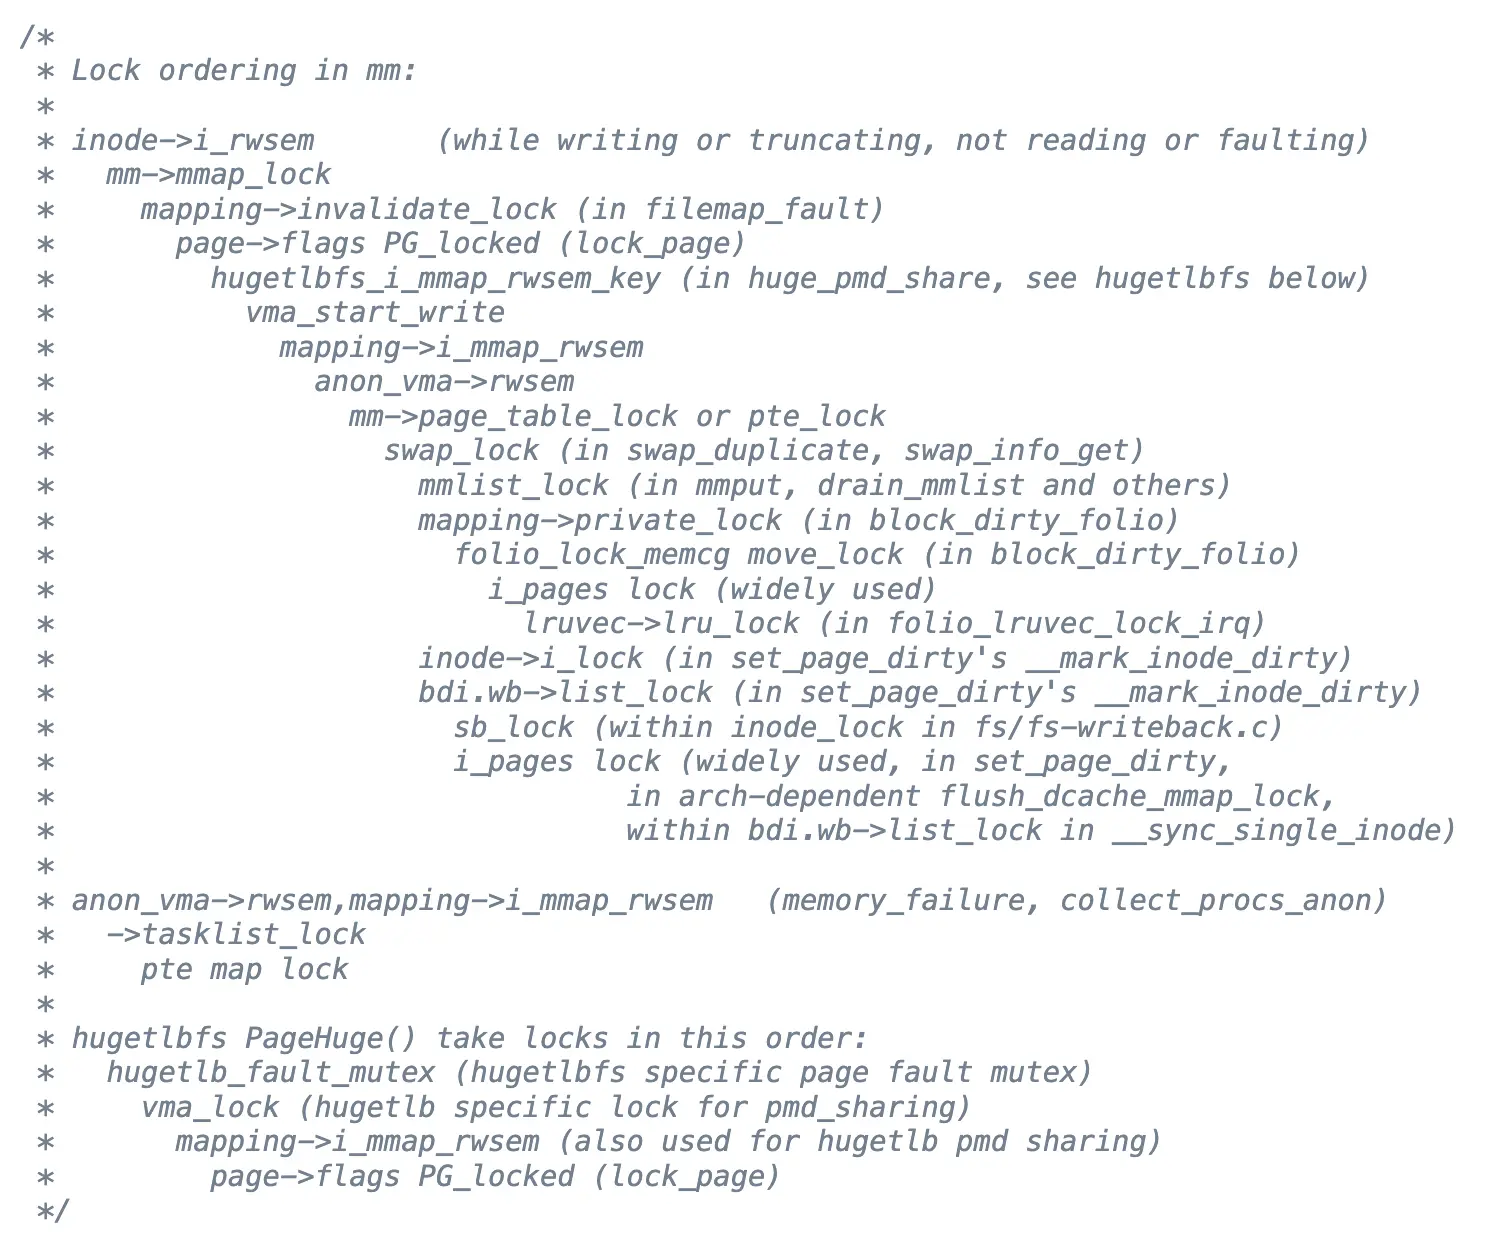 /*
 * Lock ordering in mm:
 *
 * inode->i_rwsem       (while writing or truncating, not reading or faulting)
 *   mm->mmap_lock
 *     mapping->invalidate_lock (in filemap_fault)
 *       page->flags PG_locked (lock_page)
 *         hugetlbfs_i_mmap_rwsem_key (in huge_pmd_share, see hugetlbfs below)
 *           vma_start_write
 *             mapping->i_mmap_rwsem
 *               anon_vma->rwsem
 *                 mm->page_table_lock or pte_lock
 *                   swap_lock (in swap_duplicate, swap_info_get)
 *                     mmlist_lock (in mmput, drain_mmlist and others)
 *                     mapping->private_lock (in block_dirty_folio)
 *                       folio_lock_memcg move_lock (in block_dirty_folio)
 *                         i_pages lock (widely used)
 *                           lruvec->lru_lock (in folio_lruvec_lock_irq)
 *                     inode->i_lock (in set_page_dirty's __mark_inode_dirty)
 *                     bdi.wb->list_lock (in set_page_dirty's __mark_inode_dirty)
 *                       sb_lock (within inode_lock in fs/fs-writeback.c)
 *                       i_pages lock (widely used, in set_page_dirty,
 *                                 in arch-dependent flush_dcache_mmap_lock,
 *                                 within bdi.wb->list_lock in __sync_single_inode)
 *
 * anon_vma->rwsem,mapping->i_mmap_rwsem   (memory_failure, collect_procs_anon)
 *   ->tasklist_lock
 *     pte map lock
 *
 * hugetlbfs PageHuge() take locks in this order:
 *   hugetlb_fault_mutex (hugetlbfs specific page fault mutex)
 *     vma_lock (hugetlb specific lock for pmd_sharing)
 *       mapping->i_mmap_rwsem (also used for hugetlb pmd sharing)
 *         page->flags PG_locked (lock_page)
 */